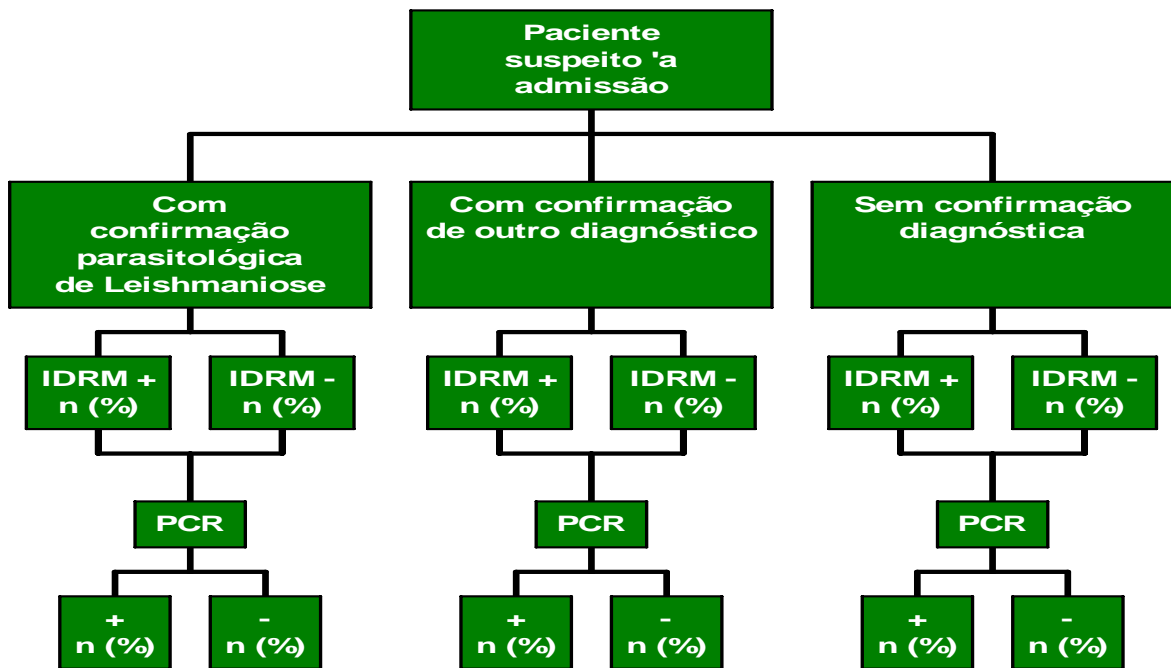 Paciente
suspeito 'a
admissão
Com
confirmação
parasitológica
de Leishmaniose
Com confirmação
de outro diagnóstico
Sem confirmação
diagnóstica
IDRM +
n (%)
IDRM -
n (%)
IDRM +
n (%)
IDRM -
n (%)
IDRM +
n (%)
IDRM -
n (%)
PCR
PCR
PCR
+
n (%)
-
n (%)
+
n (%)
-
n (%)
+
n (%)
-
n (%)